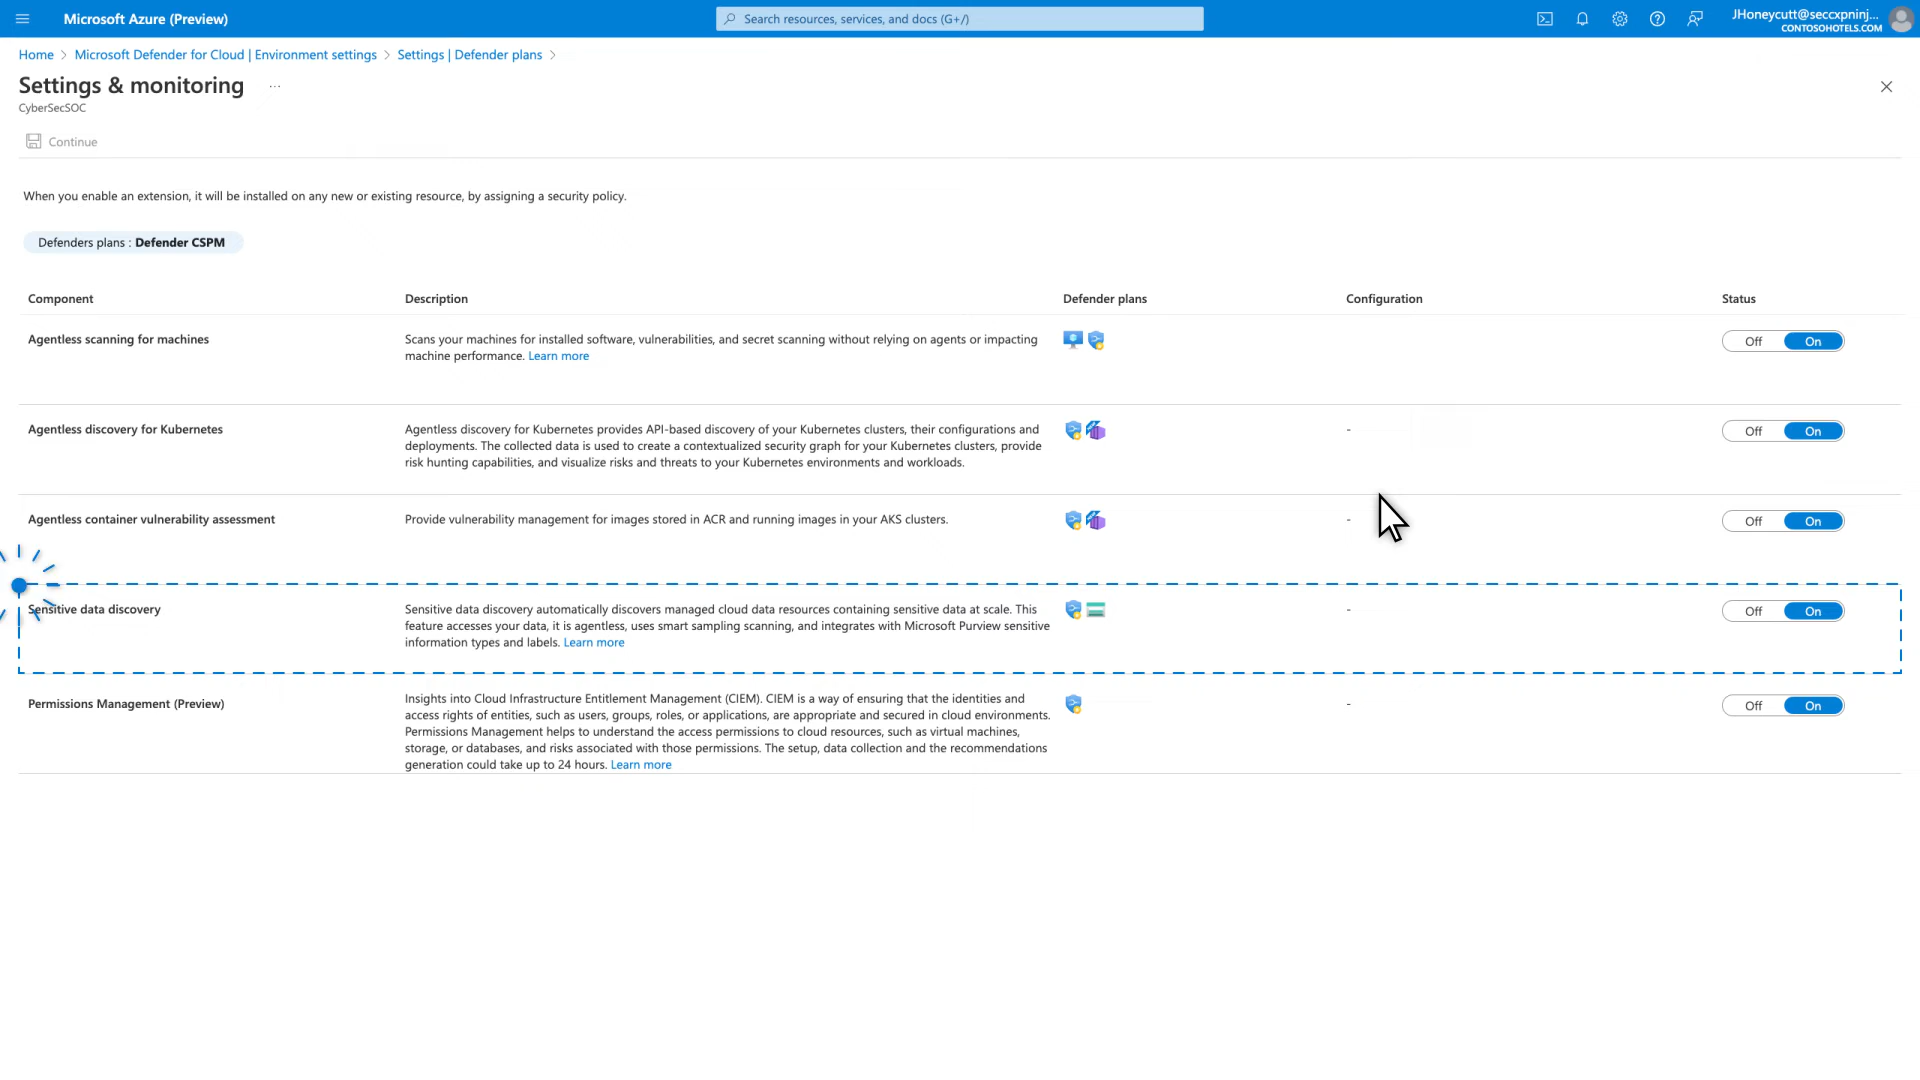 Microsoft Azure (Preview)
Search resources, services, and docs (G+/)
JHoneycutt@seccxpninj...
CONTOSOHOTELS.COM
Home > Microsoft Defender for Cloud | Environment settings > Settings | Defender plans >
Settings & monitoring ...
CyberSecSOC
Continue
When you enable an extension, it will be installed on any new or existing resource, by assigning a security policy.
Defenders plans : Defender CSPM
Component Description Defender plans Configuration Status
Agentless scanning for machines
Scans your machines for installed software, vulnerabilities, and secret scanning without relying on agents or impacting
machine performance. Learn more
Off On
Agentless discovery for Kubernetes
Agentless discovery for Kubernetes provides API-based discovery of your Kubernetes clusters, their configurations and
deployments. The collected data is used to create a contextualized security graph for your Kubernetes clusters, provide
risk hunting capabilities, and visualize risks and threats to your Kubernetes environments and workloads.
-
Off On
Agentless container vulnerability assessment
Provide vulnerability management for images stored in ACR and running images in your AKS clusters.
-
Off On
Sensitive data discovery
Sensitive data discovery automatically discovers managed cloud data resources containing sensitive data at scale. This
feature accesses your data, it is agentless, uses smart sampling scanning, and integrates with Microsoft Purview sensitive
information types and labels. Learn more
-
Off On
Permissions Management (Preview)
Insights into Cloud Infrastructure Entitlement Management (CIEM). CIEM is a way of ensuring that the identities and
access rights of entities, such as users, groups, roles, or applications, are appropriate and secured in cloud environments.
Permissions Management helps to understand the access permissions to cloud resources, such as virtual machines,
storage, or databases, and risks associated with those permissions. The setup, data collection and the recommendations
generation could take up to 24 hours. Learn more
-
Off On